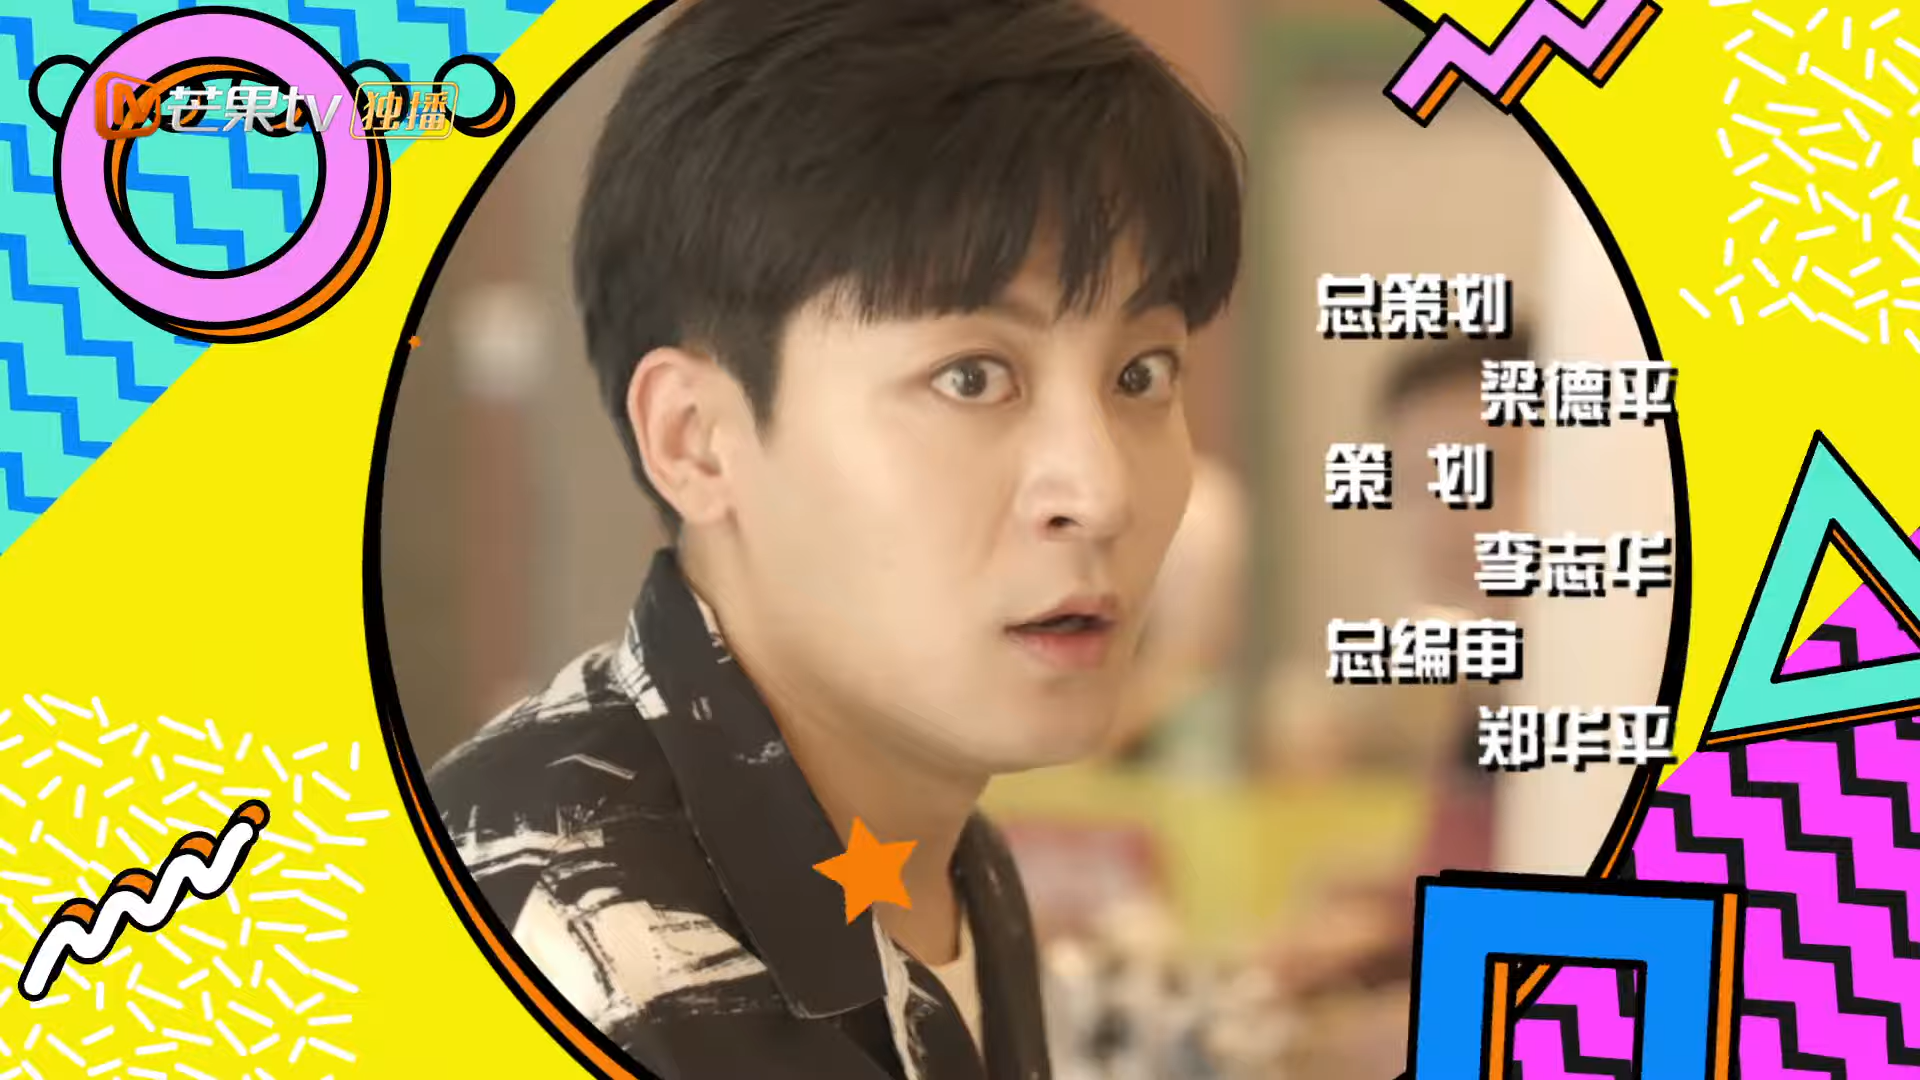 芒果tv 独播
总策划
梁德平
策 划
李志华
总编审
郑华平